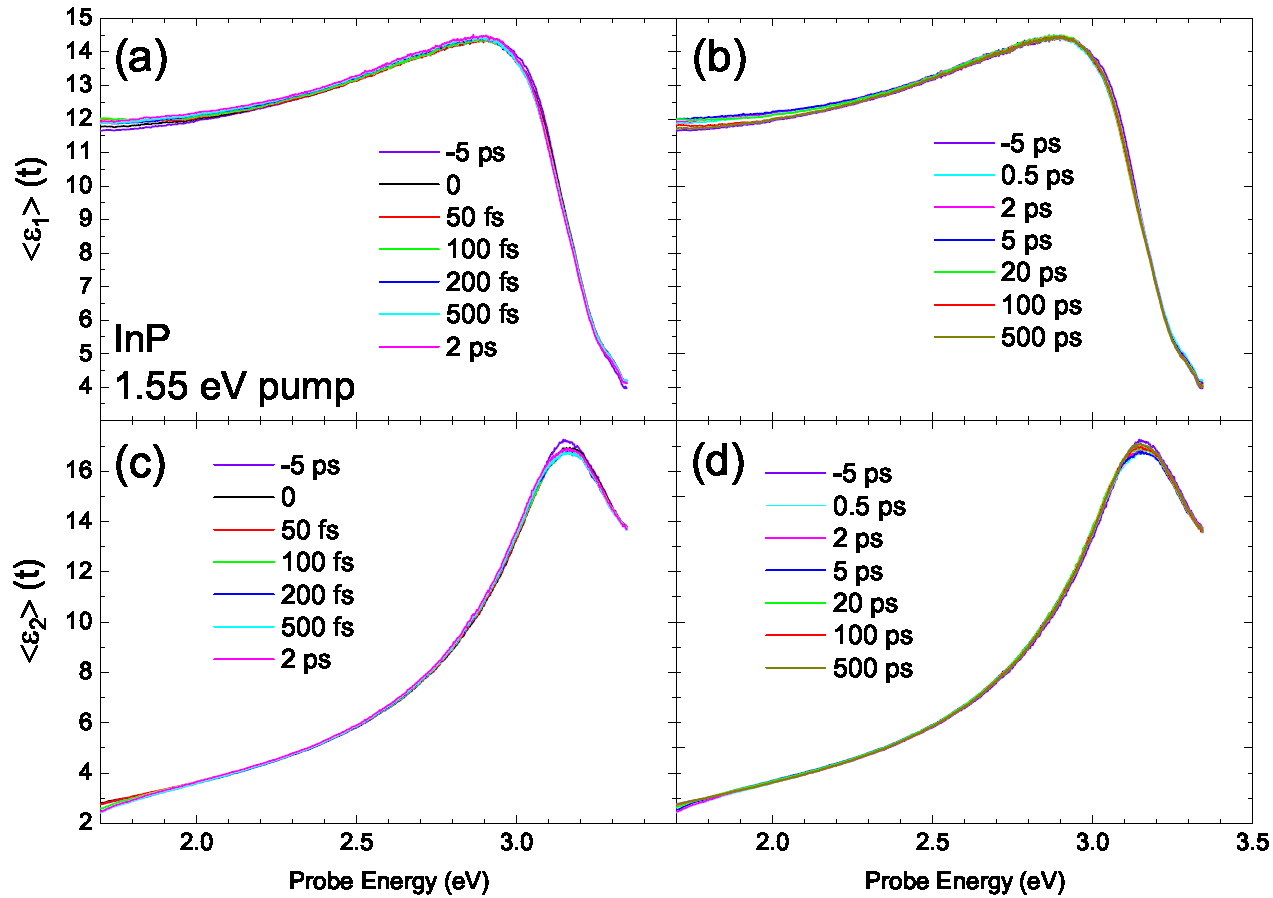 15
14
13
12
11
10
9
8
7
6
5
4
<ε₁> (t)
(a)
-5 ps
0
50 fs
100 fs
200 fs
500 fs
2 ps
InP
1.55 eV pump
(b)
-5 ps
0.5 ps
2 ps
5 ps
20 ps
100 ps
500 ps
16
14
12
10
8
6
4
2
<ε₂> (t)
(c)
-5 ps
0
50 fs
100 fs
200 fs
500 fs
2 ps
(d)
-5 ps
0.5 ps
2 ps
5 ps
20 ps
100 ps
500 ps
2.0 2.5 3.0 2.0 2.5 3.0 3.5
Probe Energy (eV) Probe Energy (eV)